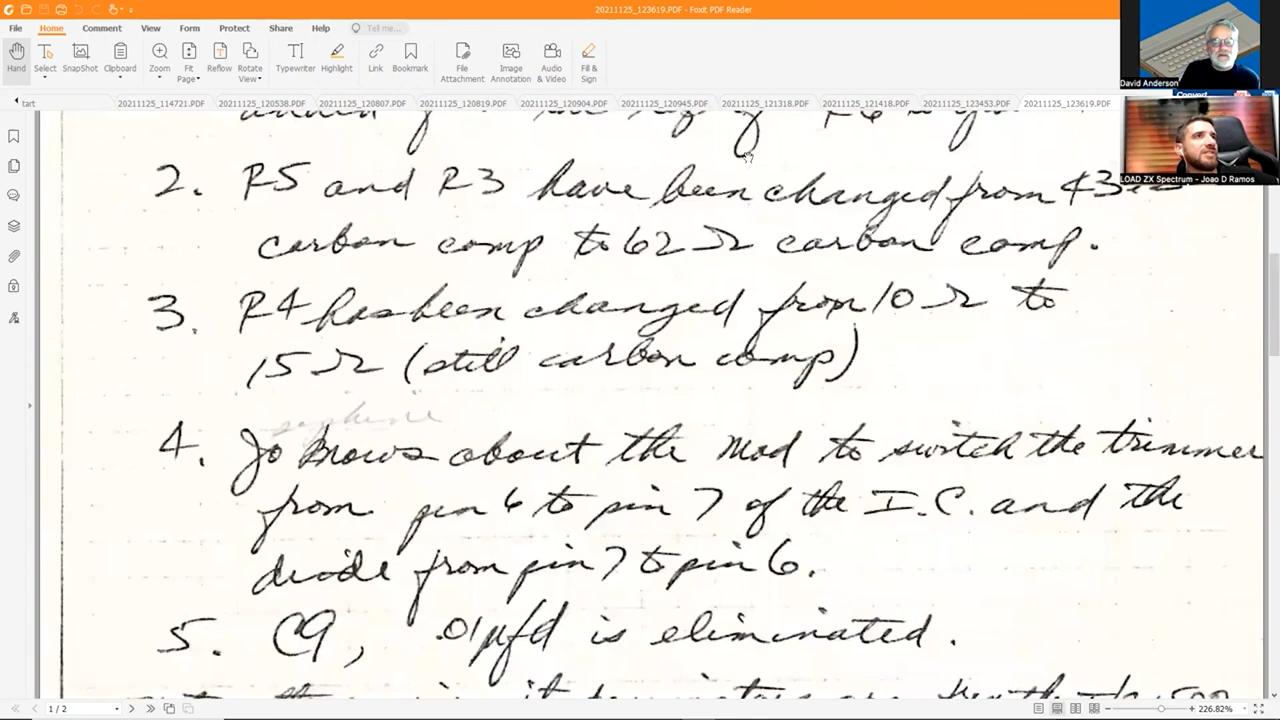 20211125_123619.PDF - Foxit PDF Reader
File Home Comment View Form Protect Share Help Tell me...
Hand Select SnapShot Clipboard Zoom Fit Page Reflow Rotate View Typewriter Highlight Link Bookmark File Attachment Image Annotation Audio & Video Fill & Sign
tart 20211125_114721.PDF 20211125_120538.PDF 20211125_120807.PDF 20211125_120819.PDF 20211125_120904.PDF 20211125_120945.PDF 20211125_121318.PDF 20211125_121418.PDF 20211125_123453.PDF 20211125_123619.PDF
David Anderson
LOAD ZX Spectrum - Joao D Ramos
2. R5 and R3 have been changed from 43
carbon comp to 62 Ω carbon comp.
3. R4 has been changed from 10 Ω to
15 Ω (still carbon comp)
4. Jo knows about the mod to switch the trimmer
from pin 6 to pin 7 of the I.C. and the
diode from pin 7 to pin 6.
5. C9, .01 µfd is eliminated.
1 / 2
226.82%